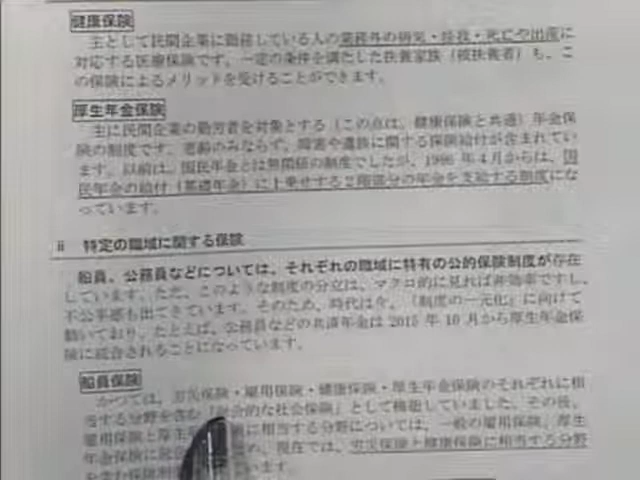 健康保険
主として民間企業に勤務している人の業務外の病気・怪我・死亡や出産に
対応する医療保険です。一定の条件を満たした扶養家族（被扶養者）も、こ
の保険によるメリットを受けることができます。
厚生年金保険
主に民間企業の勤労者を対象とする（この点は、健康保険と共通）年金保
険の制度です。老齢のみならず、障害や遺族に関する保険給付が含まれてい
ます。以前は、国民年金とは無関係の制度でしたが、1986 年 4 月からは、国
民年金の給付（基礎年金）に上乗せする2階部分の年金を支給する制度にな
っています。
ⅱ 特定の職域に関する保険
船員、公務員などについては、それぞれの職域に特有の公的保険制度が存在
しています。ただ、このような制度の分立は、マクロ的に見れば非効率ですし、
不公平感も出てきています。そのため、時代は今、「制度の一元化」に向けて
動いており、たとえば、公務員などの共済年金は 2015 年 10 月から厚生年金保
険に統合されることになっています。
船員保険
かつては、労災保険・雇用保険・健康保険・厚生年金保険のそれぞれに相
当する分野を含む「 合的な社会保険」として機能していました。その後、
雇用保険と厚生 険に相当する分野については、一般の雇用保険、厚生
年金保険に統 め、現在では、労災保険と健康保険に相当する分野
を含む保険制 います。